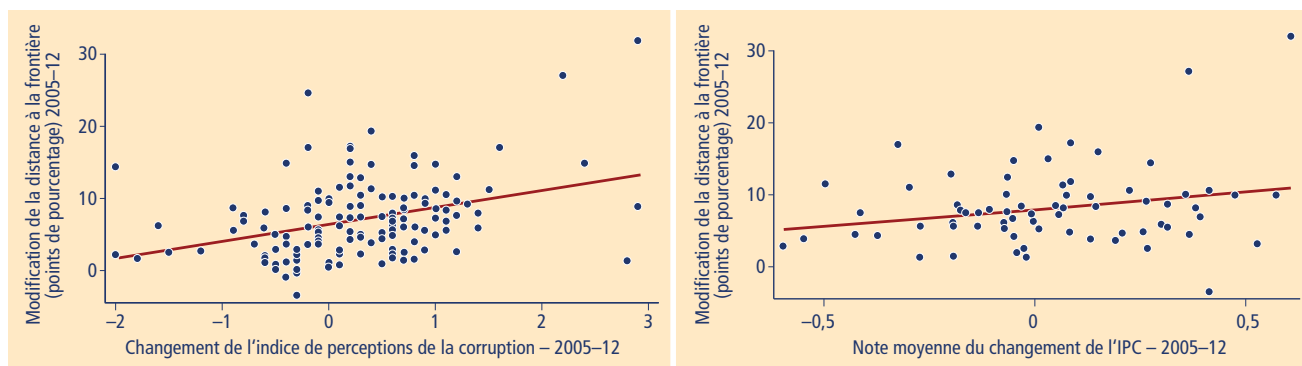 Modification de la distance à la frontière
(points de pourcentage) 2005–12
30
20
10
0
–2
–1
0
1
2
3
Changement de l'indice de perceptions de la corruption – 2005–12
Modification de la distance à la frontière
(points de pourcentage) 2005–12
30
20
10
0
–0,5
0
0,5
Note moyenne du changement de l'IPC – 2005–12